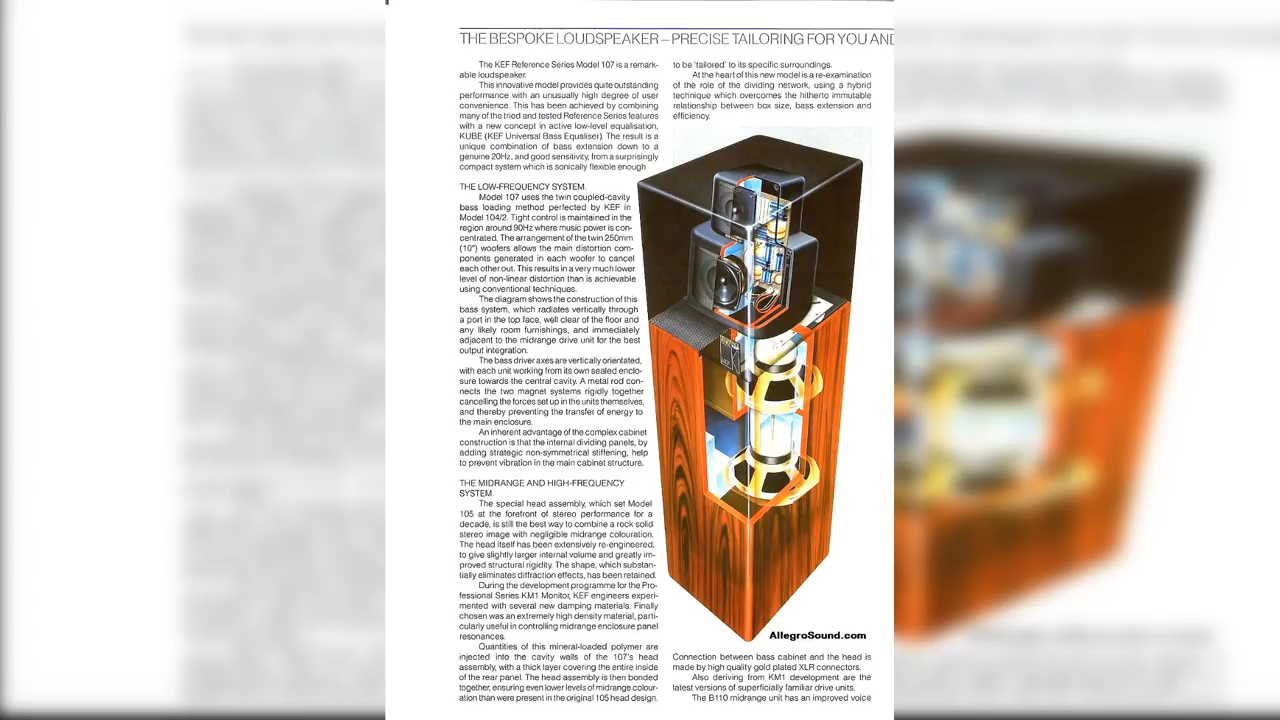 THE BESPOKE LOUDSPEAKER – PRECISE TAILORING FOR YOU AND
The KEF Reference Series Model 107 is a remark-
able loudspeaker.
This innovative model provides quite outstanding
performance with an unusually high degree of user
convenience. This has been achieved by combining
many of the tried and tested Reference Series features
with a new concept in active low-level equalisation,
KUBE (KEF Universal Bass Equaliser). The result is a
unique combination of bass extension down to a
genuine 20Hz, and good sensitivity, from a surprisingly
compact system which is sonically flexible enough
THE LOW-FREQUENCY SYSTEM.
Model 107 uses the twin coupled-cavity
bass loading method perfected by KEF in
Model 104/2. Tight control is maintained in the
region around 90Hz where music power is con-
centrated. The arrangement of the twin 250mm
(10") woofers allows the main distortion com-
ponents generated in each woofer to cancel
each other out. This results in a very much lower
level of non-linear distortion than is achievable
using conventional techniques.
The diagram shows the construction of this
bass system, which radiates vertically through
a port in the top face, well clear of the floor and
any likely room furnishings, and immediately
adjacent to the midrange drive unit for the best
output integration.
The bass driver axes are vertically orientated,
with each unit working from its own sealed enclo-
sure towards the central cavity. A metal rod con-
nects the two magnet systems rigidly together
cancelling the forces set up in the units themselves,
and thereby preventing the transfer of energy to
the main enclosure.
An inherent advantage of the complex cabinet
construction is that the internal dividing panels, by
adding strategic non-symmetrical stiffening, help
to prevent vibration in the main cabinet structure.
THE MIDRANGE AND HIGH-FREQUENCY
SYSTEM.
The special head assembly, which set Model
105 at the forefront of stereo performance for a
decade, is still the best way to combine a rock solid
stereo image with negligible midrange colouration.
The head itself has been extensively re-engineered,
to give slightly larger internal volume and greatly im-
proved structural rigidity. The shape, which substan-
tially eliminates diffraction effects, has been retained.
During the development programme for the Pro-
fessional Series KM1 Monitor, KEF engineers experi-
mented with several new damping materials. Finally
chosen was an extremely high density material, parti-
cularly useful in controlling midrange enclosure panel
resonances.
Quantities of this mineral-loaded polymer are
injected into the cavity walls of the 107's head
assembly, with a thick layer covering the entire inside
of the rear panel. The head assembly is then bonded
together, ensuring even lower levels of midrange colour-
ation than were present in the original 105 head design.
to be 'tailored' to its specific surroundings.
At the heart of this new model is a re-examination
of the role of the dividing network, using a hybrid
technique which overcomes the hitherto immutable
relationship between box size, bass extension and
efficiency.
AllegroSound.com
Connection between bass cabinet and the head is
made by high quality gold plated XLR connectors.
Also deriving from KM1 development are the
latest versions of superficially familiar drive units.
The B110 midrange unit has an improved voice